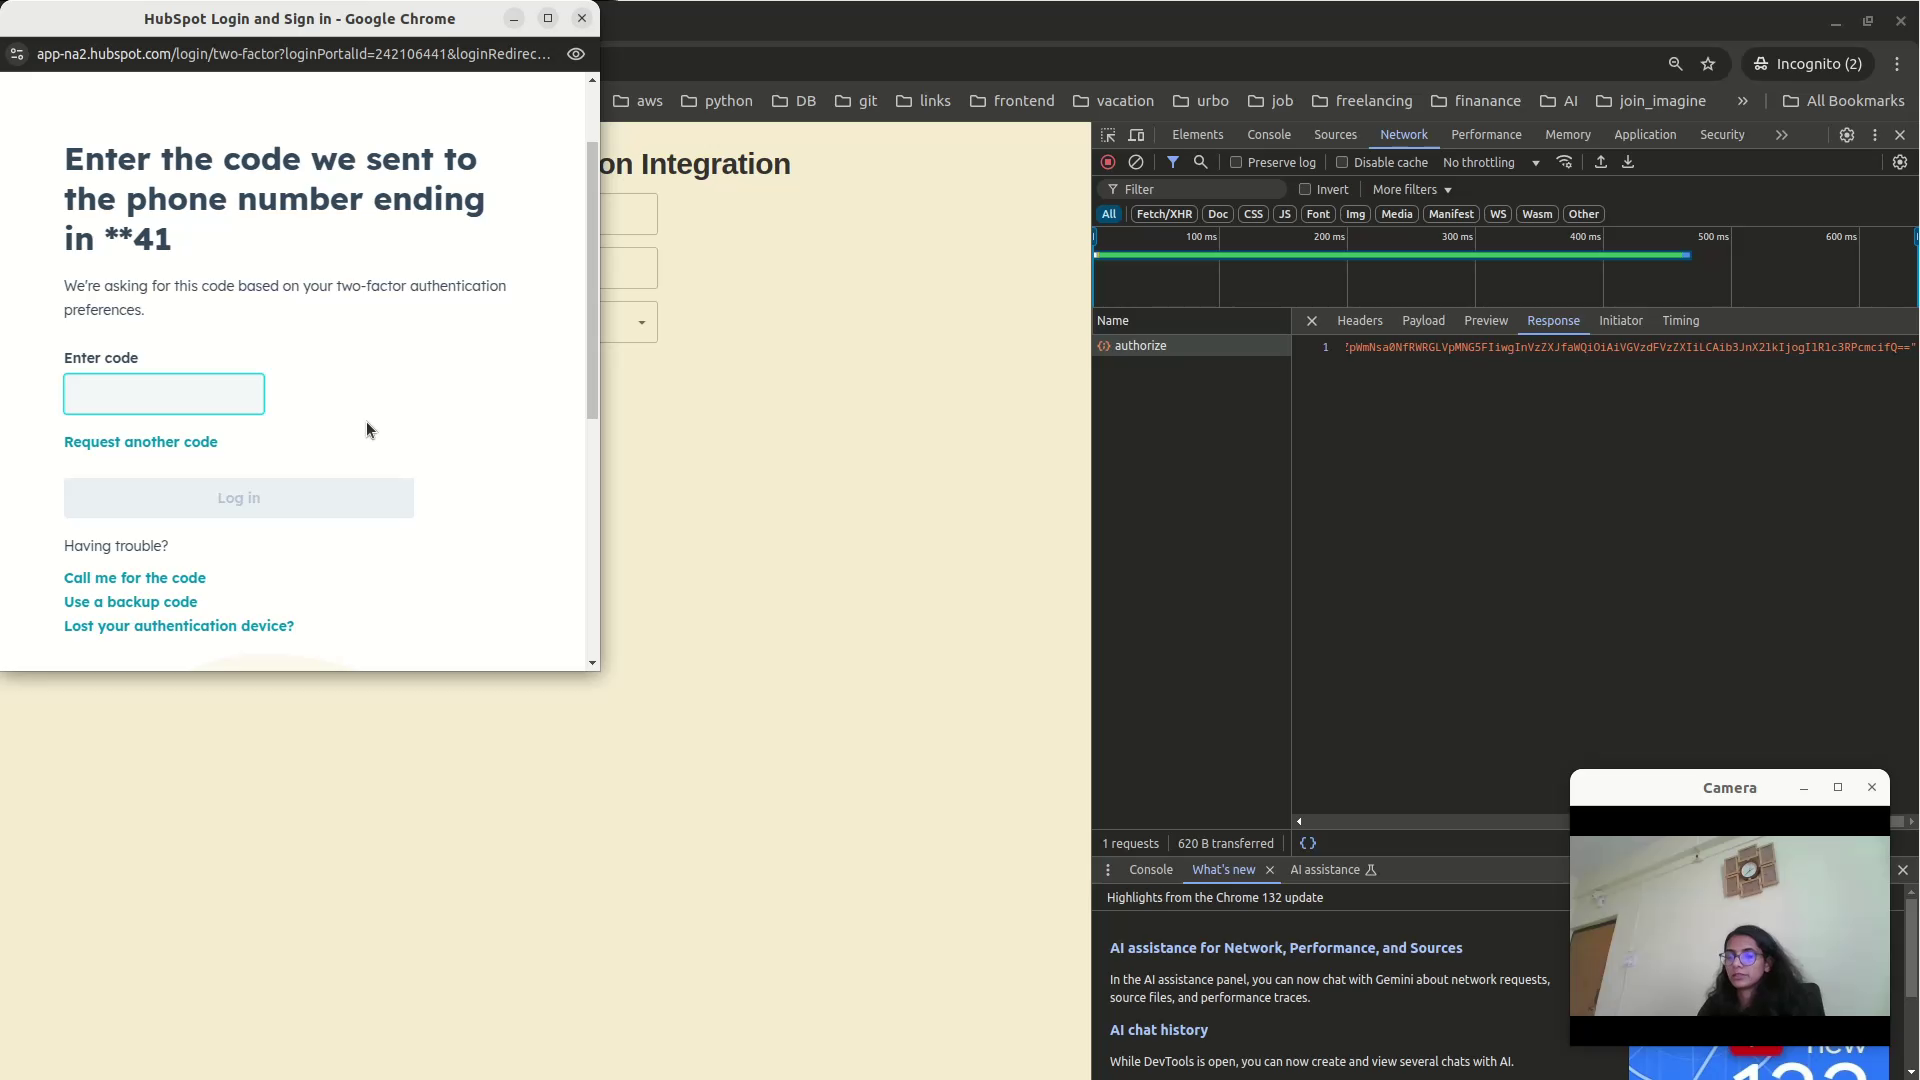 HubSpot Login and Sign in - Google Chrome
app-na2.hubspot.com/login/two-factor?loginPortalId=242106441&loginRedirec...
Enter the code we sent to
the phone number ending
in **41
We're asking for this code based on your two-factor authentication
preferences.
Enter code
Request another code
Log in
Having trouble?
Call me for the code
Use a backup code
Lost your authentication device?
Incognito (2)
aws
python
DB
git
links
frontend
vacation
urbo
job
freelancing
finanance
AI
join_imagine
All Bookmarks
on Integration
Elements
Console
Sources
Network
Performance
Memory
Application
Security
Preserve log
Disable cache
No throttling
Filter
Invert
More filters
All
Fetch/XHR
Doc
CSS
JS
Font
Img
Media
Manifest
WS
Wasm
Other
100 ms
200 ms
300 ms
400 ms
500 ms
600 ms
Name
Headers
Payload
Preview
Response
Initiator
Timing
authorize
1
1 requests
620 B transferred
Console
What's new
AI assistance
Highlights from the Chrome 132 update
AI assistance for Network, Performance, and Sources
In the AI assistance panel, you can now chat with Gemini about network requests,
source files, and performance traces.
AI chat history
While DevTools is open, you can now create and view several chats with AI.
Camera
new
132